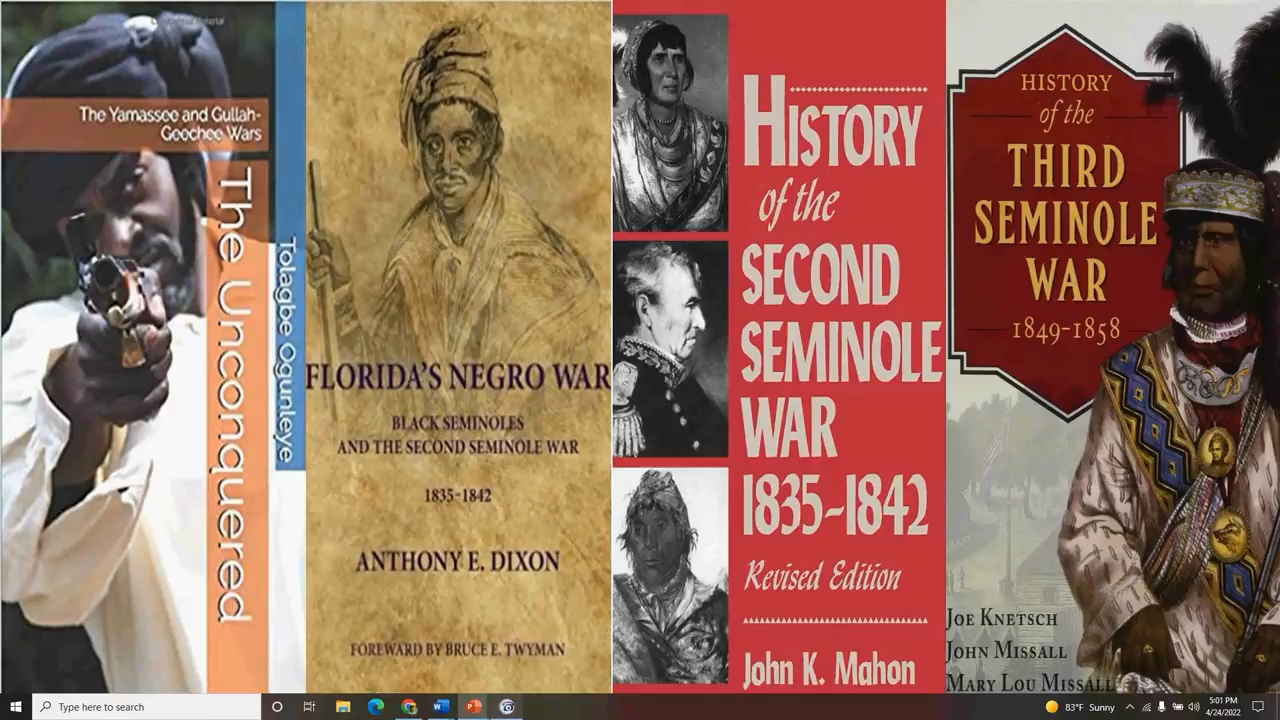 The Yamassee and Gullah-
Geechee Wars
The Unconquered
Tolagbe Ogunleye
FLORIDA'S NEGRO WAR
BLACK SEMINOLES
AND THE SECOND SEMINOLE WAR
1835-1842
ANTHONY E. DIXON
FOREWARD BY BRUCE E. TWYMAN
HISTORY
of the
SECOND
SEMINOLE
WAR
1835-1842
Revised Edition
John K. Mahon
HISTORY
of the
THIRD
SEMINOLE
WAR
1849-1858
JOE KNETSCH
JOHN MISSALL
MARY LOU MISSALL
Type here to search
83°F Sunny
5:01 PM
4/24/2022